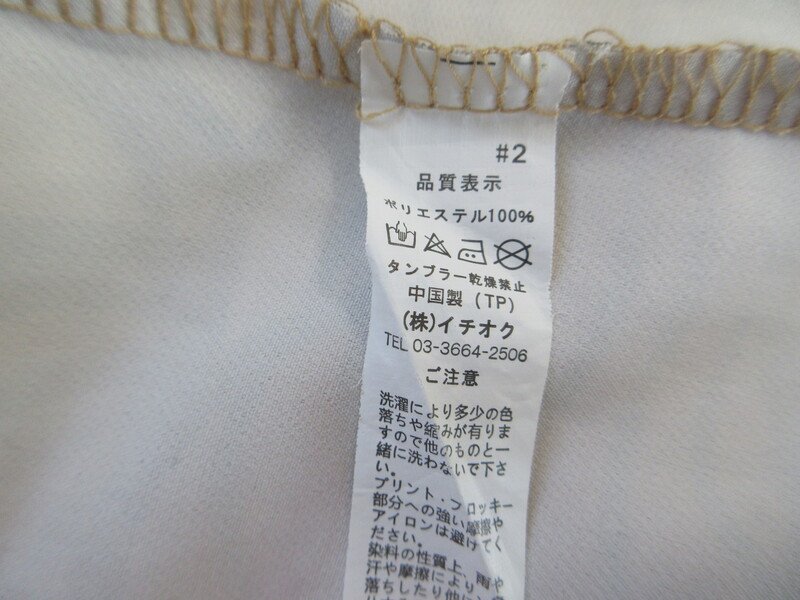 #2
品質表示
ポリエステル100%
タンブラー乾燥禁止
中国製 (TP)
(株)イチオク
TEL 03-3664-2506
ご注意
洗濯により多少の色
落ちや縮みが有りま
すので他のものと一
緒に洗わないで下さ
い。
プリント・フロッキー
部分への強い摩擦や
アイロンは避けてく
ださい。
染料の性質上、雨や
汗や摩擦により色
落ちしたり他に